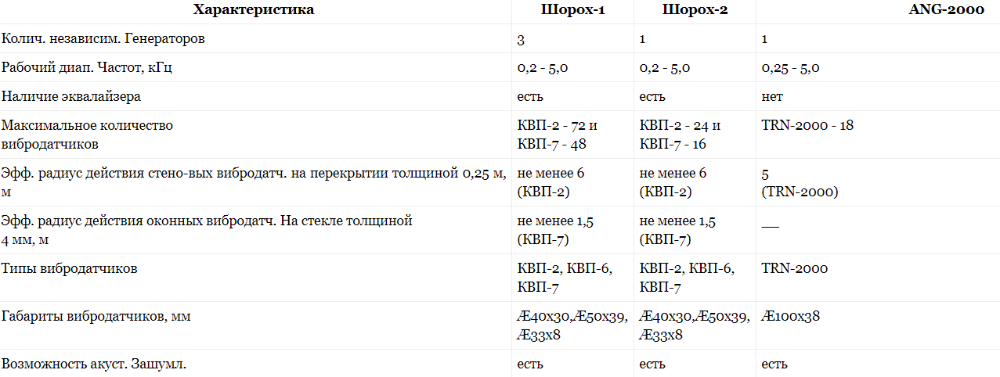 Характеристика Шорох-1 Шорох-2 ANG-2000
Колич. независим. Генераторов 3 1 1
Рабочий диап. Частот, кГц 0,2 - 5,0 0,2 - 5,0 0,25 - 5,0
Наличие эквалайзера есть есть нет
Максимальное количество КВП-2 - 72 и КВП-2 - 24 и TRN-2000 - 18
вибродатчиков КВП-7 - 48 КВП-7 - 16
Эфф. радиус действия стено-вых вибродатч. на перекрытии толщиной 0,25 м, не менее 6 не менее 6 5
м (КВП-2) (КВП-2) (TRN-2000)
Эфф. радиус действия оконных вибродатч. На стекле толщиной не менее 1,5 не менее 1,5 __
4 мм, м (КВП-7) (КВП-7)
Типы вибродатчиков КВП-2, КВП-6, КВП-2, КВП-6, TRN-2000
КВП-7 КВП-7
Габариты вибродатчиков, мм Æ40x30,Æ50x39, Æ40x30,Æ50x39, Æ100x38
Æ33x8 Æ33x8
Возможность акуст. Зашумл. есть есть есть